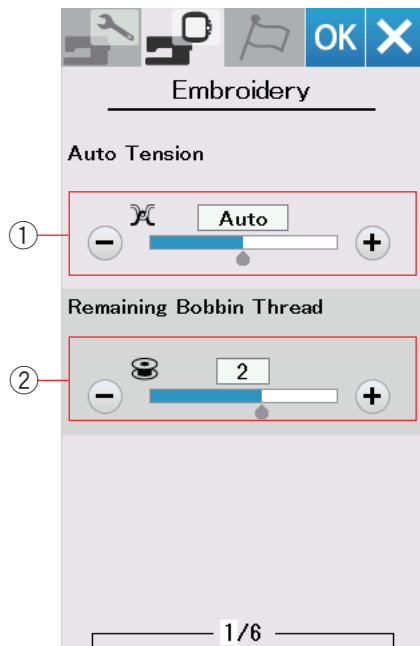 OK
Embroidery
Auto Tension
① Auto
Remaining Bobbin Thread
② 2
1/6